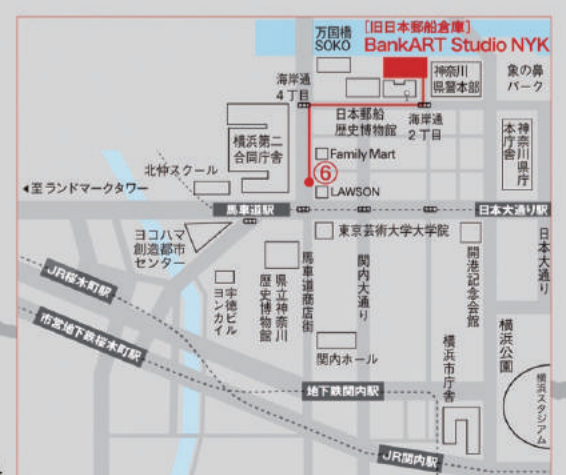 [旧日本郵船倉庫]
BankART Studio NYK
万国橋
SOKO
神奈川
県警本部
象の鼻
パーク
海岸通
4丁目
日本郵船
歴史博物館
海岸通
2丁目
神奈川県庁
本庁舎
横浜第二
合同庁舎
FamilyMart
⑥
LAWSON
北仲スクール
◀至ランドマークタワー
馬車道駅
日本大通り駅
ヨコハマ
創造都市
センター
東京芸術大学大学院
馬車道商店街
関内大通り
開港記念会館
日本大通り
県立神奈川
歴史博物館
宇徳ビル
ヨンカイ
JR桜木町駅
市営地下鉄桜木町駅
関内ホール
横浜市庁舎
横浜公園
横浜スタジアム
地下鉄関内駅
JR関内駅